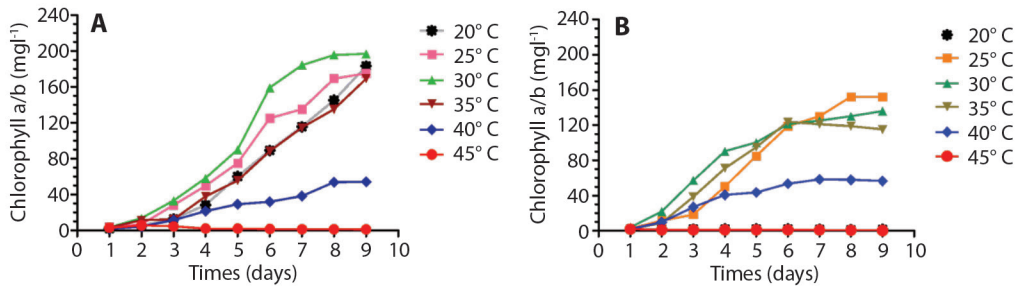 A
Chlorophyll a/b (mgl⁻¹)
240
200
160
120
80
40
0
0 1 2 3 4 5 6 7 8 9 10
Times (days)
20° C
25° C
30° C
35° C
40° C
45° C
B
Chlorophyll a/b (mgl⁻¹)
240
200
160
120
80
40
0
0 1 2 3 4 5 6 7 8 9 10
Times (days)
20° C
25° C
30° C
35° C
40° C
45° C